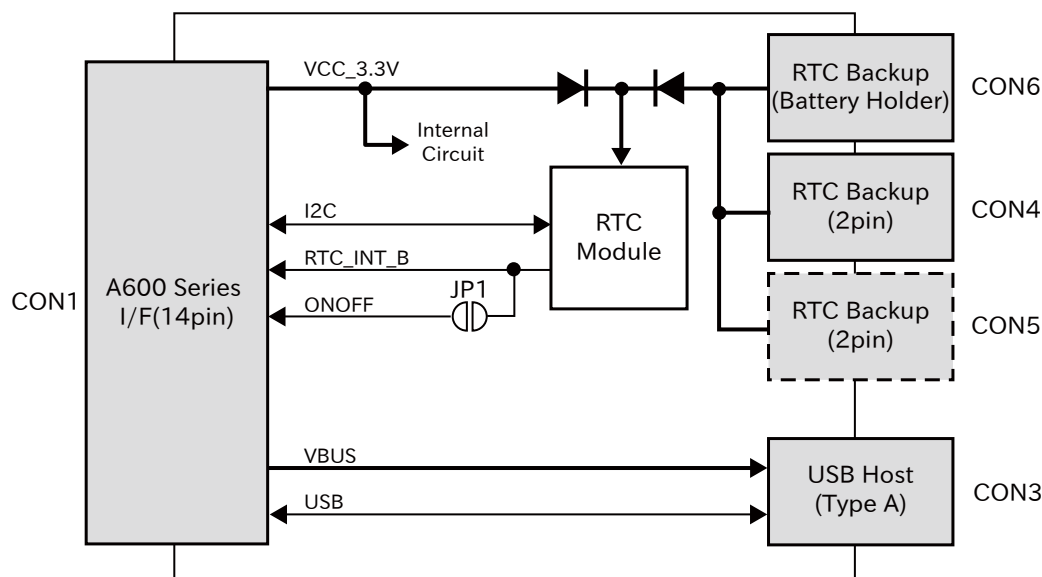 VCC_3.3V
RTC Backup
(Battery Holder)
CON6
Internal
Circuit
I2C
RTC
Module
RTC Backup
(2pin)
CON4
RTC_INT_B
JP1
ONOFF
CON1
A600 Series
I/F(14pin)
RTC Backup
(2pin)
CON5
VBUS
USB
USB Host
(Type A)
CON3